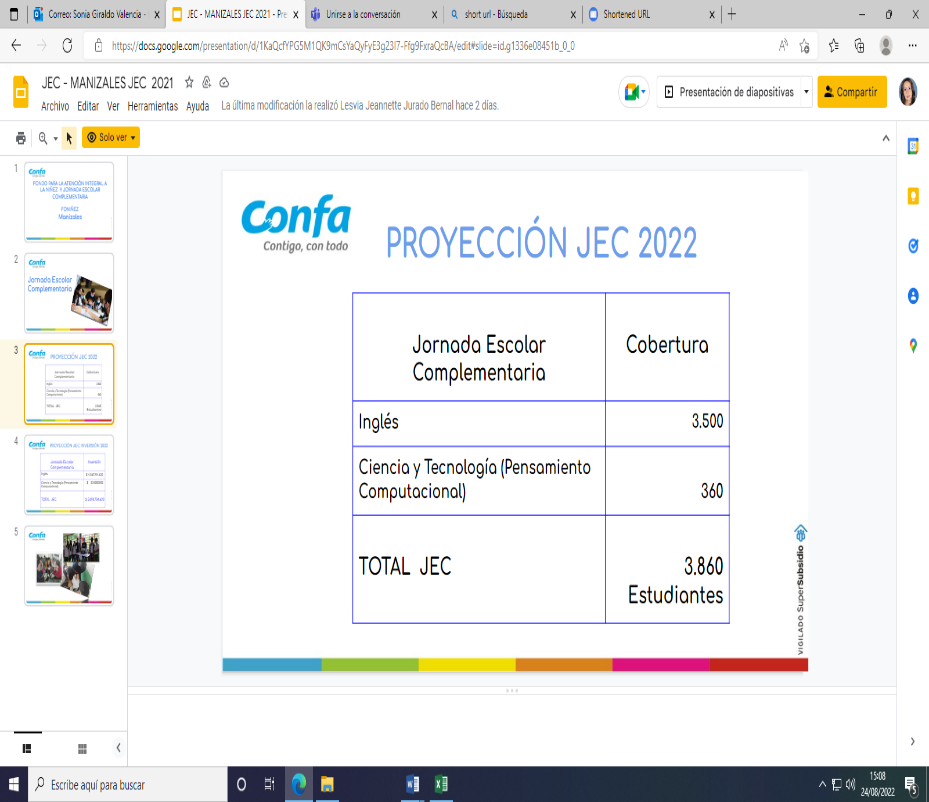 Correo: Sonia Giraldo Valencia -
JEC - MANIZALES JEC 2021 - Pre
Unirse a la conversación
short url - Búsqueda
Shortened URL
https://docs.google.com/presentation/d/1KaQcfYPG5M1QK9mCsYaQyFyE3g23I7-Ffg9FxraQcBA/edit#slide=id.g1336e08451b_0_0
JEC - MANIZALES JEC 2021
Archivo Editar Ver Herramientas Ayuda La última modificación la realizó Lesvia Jeannette Jurado Bernal hace 2 días.
Presentación de diapositivas
Compartir
Solo ver
1
Confa
FONDO PARA LA ATENCIÓN INTEGRAL A
LA NIÑEZ Y JORNADA ESCOLAR
COMPLEMENTARIA
FONIÑEZ
Manizales
2
Confa
Jornada Escolar
Complementaria
3
Confa
PROYECCIÓN JEC 2022
4
Confa
PROYECCIÓN JEC INVERSIÓN 2022
5
Confa
Confa
Contigo, con todo
PROYECCIÓN JEC 2022
Jornada Escolar
Complementaria
Cobertura
Inglés
3.500
Ciencia y Tecnología (Pensamiento
Computacional)
360
TOTAL JEC
3.860
Estudiantes
VIGILADO SuperSubsidio
Escribe aquí para buscar
15:08
24/08/2022
5